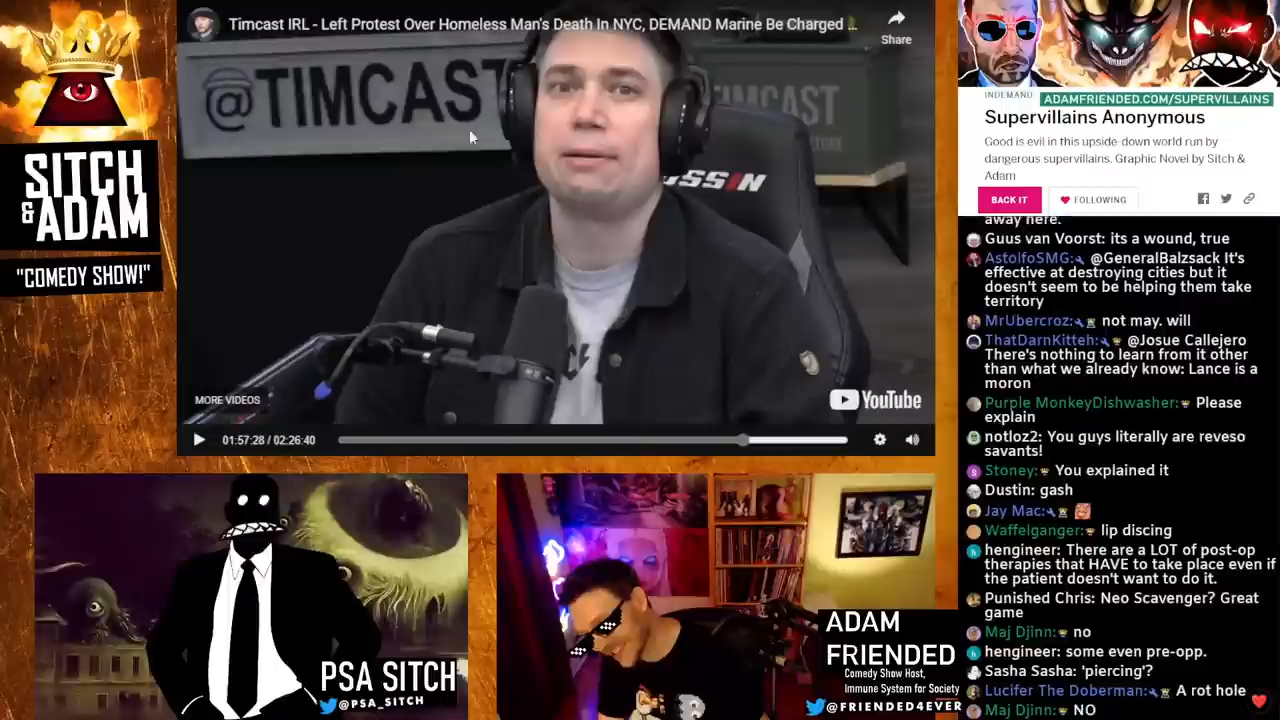 Timcast IRL - Left Protest Over Homeless Man's Death In NYC, DEMAND Marine Be Charged ...
Share
@TIMCAST
TIMCAST
MORE VIDEOS
YouTube
01:57:28 / 02:26:40
SITCH
& ADAM
"COMEDY SHOW!"
PSA SITCH
@PSA_SITCH
ADAM
FRIENDED
Comedy Show Host,
Immune System for Society
@FRIENDED4EVER
INDEMAND
ADAMFRIENDED.COM/SUPERVILLAINS
Supervillains Anonymous
Good is evil in this upside-down world run by
dangerous supervillains. Graphic Novel by Sitch &
Adam
BACK IT
FOLLOWING
away here.
Guus van Voorst: its a wound, true
AstolfoSMG: @GeneralBalzsack It's
effective at destroying cities but it
doesn't seem to be helping them take
territory
MrUbercroz: not may. will
ThatDarnKitteh: @Josue Callejero
There's nothing to learn from it other
than what we already know: Lance is a
moron
Purple MonkeyDishwasher: Please
explain
notloz2: You guys literally are reveso
savants!
Stoney: You explained it
Dustin: gash
Jay Mac:
Waffelganger: lip discing
hengineer: There are a LOT of post-op
therapies that HAVE to take place even if
the patient doesn't want to do it.
Punished Chris: Neo Scavenger? Great
game
Maj Djinn: no
hengineer: some even pre-opp.
Sasha Sasha: 'piercing'?
Lucifer The Doberman: A rot hole
Maj Djinn: NO